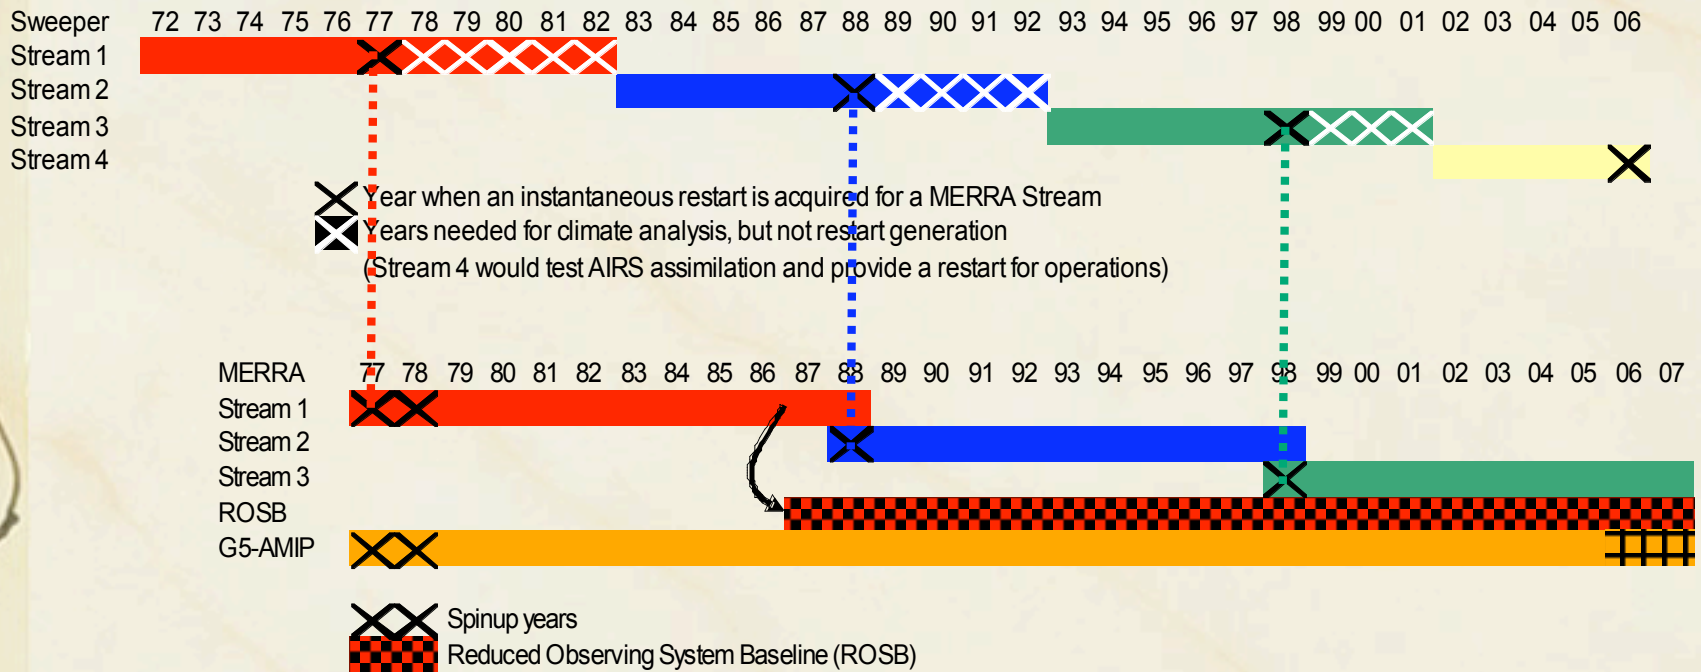 Sweeper 72 73 74 75 76 77 78 79 80 81 82 83 84 85 86 87 88 89 90 91 92 93 94 95 96 97 98 99 00 01 02 03 04 05 06
Stream 1
Stream 2
Stream 3
Stream 4
Year when an instantaneous restart is acquired for a MERRA Stream
Years needed for climate analysis, but not restart generation
(Stream 4 would test AIRS assimilation and provide a restart for operations)
MERRA 77 78 79 80 81 82 83 84 85 86 87 88 89 90 91 92 93 94 95 96 97 98 99 00 01 02 03 04 05 06 07
Stream 1
Stream 2
Stream 3
ROSB
G5-AMIP
Spinup years
Reduced Observing System Baseline (ROSB)